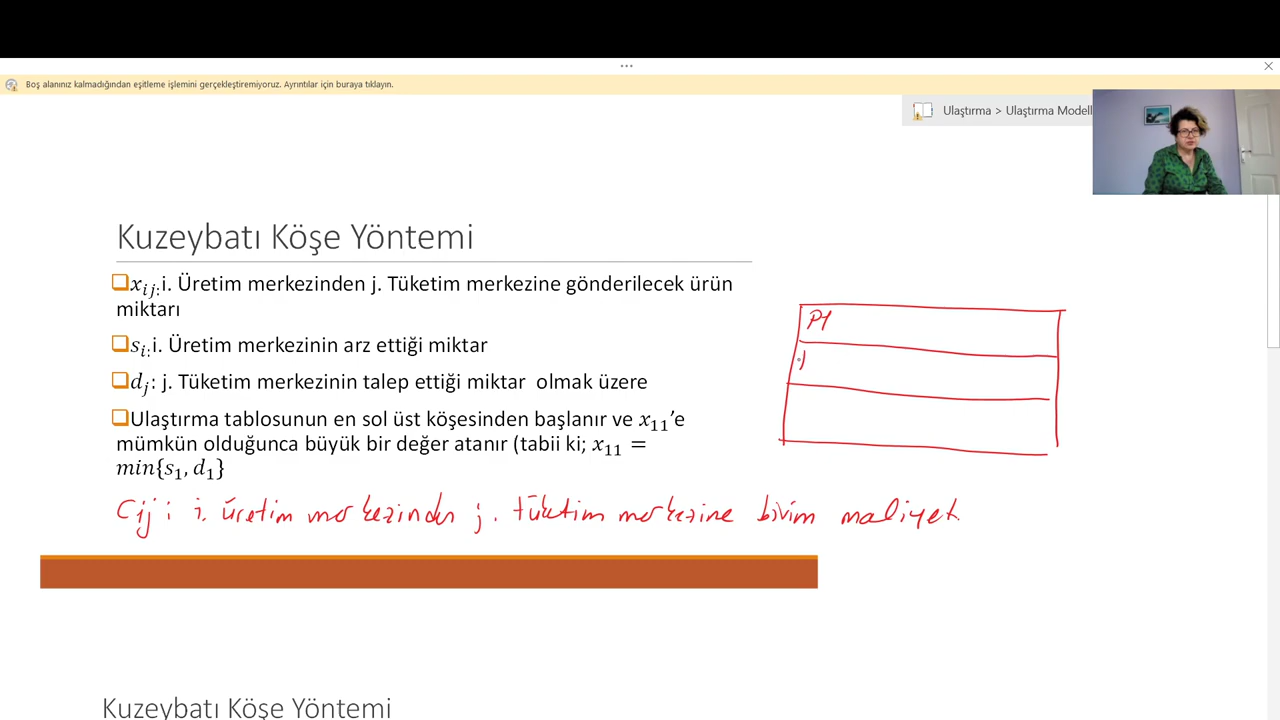 Boş alanınız kalmadığından eşitleme işlemini gerçekleştiremiyoruz. Ayrıntılar için buraya tıklayın.
Ulaştırma > Ulaştırma Modell
Kuzeybatı Köşe Yöntemi
x_ij: i. Üretim merkezinden j. Tüketim merkezine gönderilecek ürün
miktarı
s_i: i. Üretim merkezinin arz ettiği miktar
d_j: j. Tüketim merkezinin talep ettiği miktar olmak üzere
Ulaştırma tablosunun en sol üst köşesinden başlanır ve x_11'e
mümkün olduğunca büyük bir değer atanır (tabii ki; x_11 =
min{s_1, d_1}
P1
Cij : i. üretim merkezinden j. tüketim merkezine birim maliyet.
Kuzeybatı Köşe Yöntemi